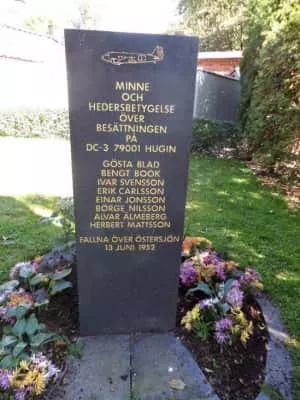 MINNE
OCH
HEDERSBETYGELSE
ÖVER
BESÄTTNINGEN
PÅ
DC-3 79001 HUGIN
GÖSTA BLAD
BENGT BOOK
IVAR SVENSSON
ERIK CARLSSON
EINAR JONSSON
BÖRGE NILSSON
ALVAR ÄLMEBERG
HERBERT MATTSSON
FALLNA ÖVER ÖSTERSJÖN
13 JUNI 1952